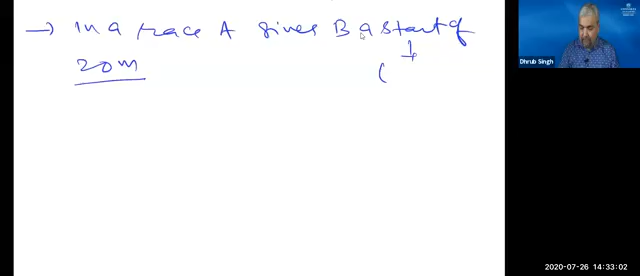 → In a race A gives B a start of
20m
(
Dhrub Singh
2020-07-26 14:33:02